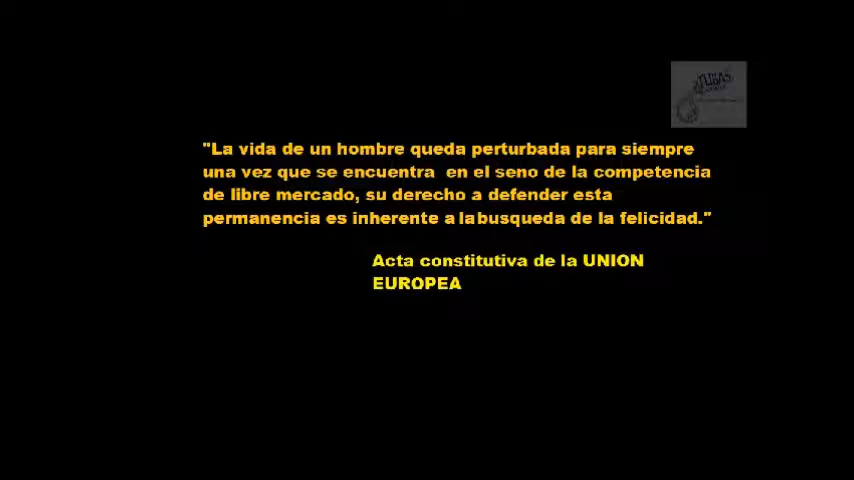 "La vida de un hombre queda perturbada para siempre
una vez que se encuentra en el seno de la competencia
de libre mercado, su derecho a defender esta
permanencia es inherente a la busqueda de la felicidad."
Acta constitutiva de la UNION
EUROPEA